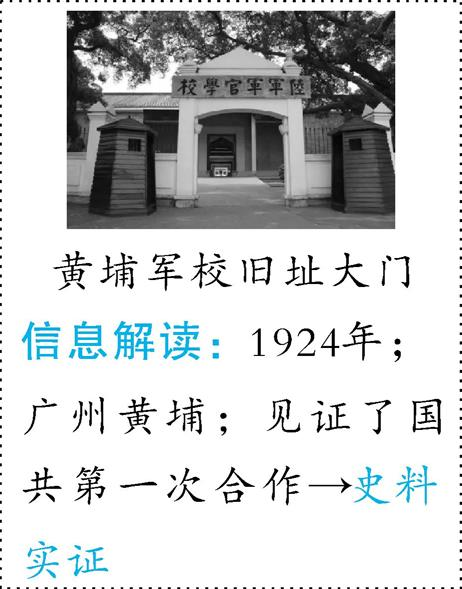 校學官軍軍陸
黄埔军校旧址大门
信息解读：1924年；
广州黄埔；见证了国
共第一次合作→史料
实证